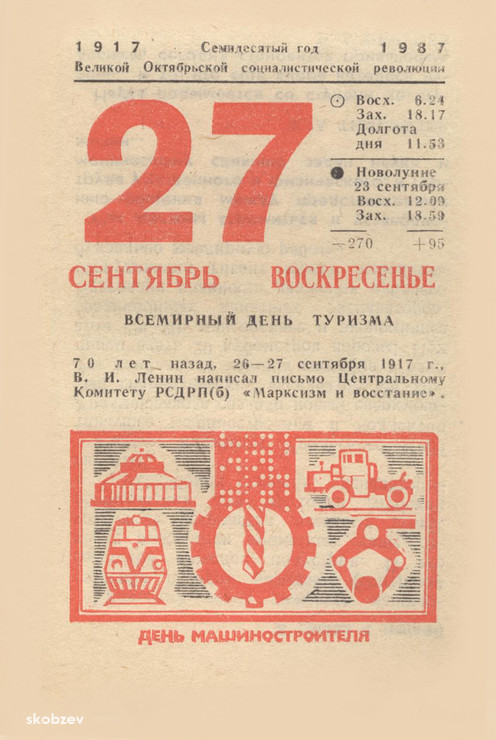 1917 Семидесятый год 1987
Великой Октябрьской социалистической революции
27
Восх. 6.24
Зах. 18.17
Долгота
дня 11.53
Новолуние
23 сентября
Восх. 12.09
Зах. 18.59
—270 +95
СЕНТЯБРЬ ВОСКРЕСЕНЬЕ
ВСЕМИРНЫЙ ДЕНЬ ТУРИЗМА
70 лет назад, 26—27 сентября 1917 г.,
В. И. Ленин написал письмо Центральному
Комитету РСДРП(б) «Марксизм и восстание».
ДЕНЬ МАШИНОСТРОИТЕЛЯ
skobzev